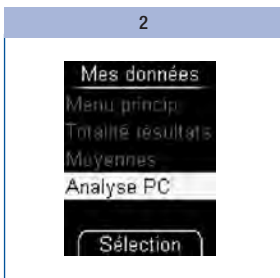 2
Mes données
Menu princip.
Totalité résultats
Moyennes
Analyse PC
Sélection